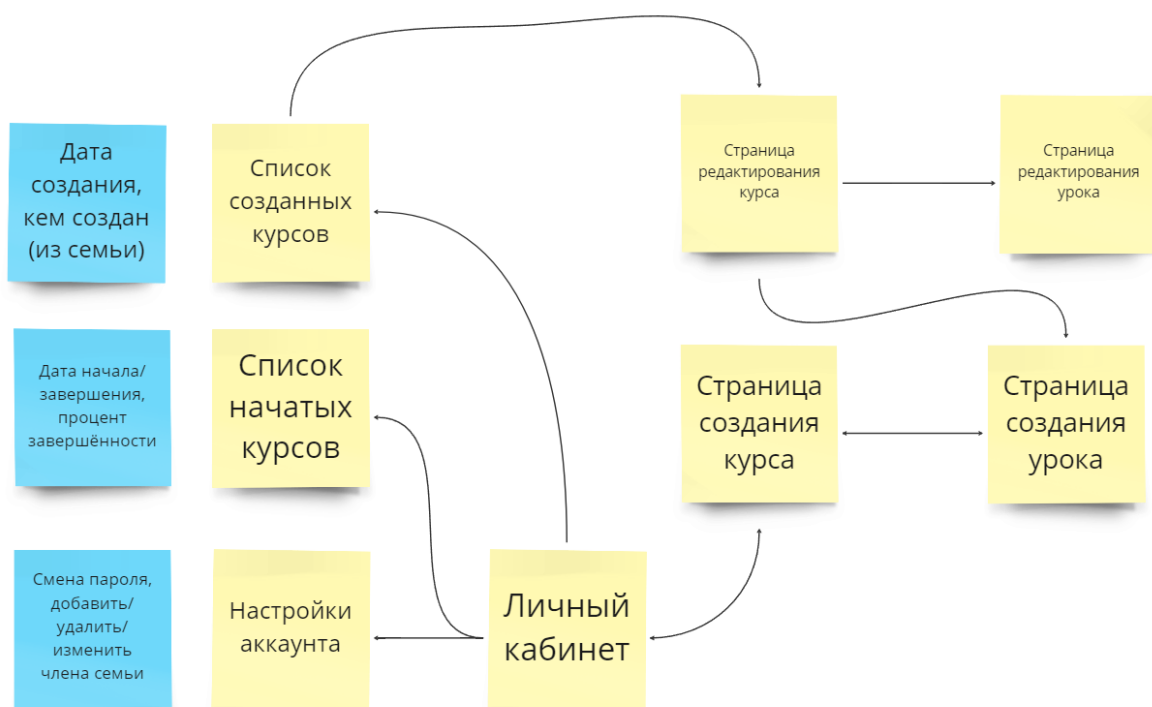 Дата
создания,
кем создан
(из семьи)
Список
созданных
курсов
Страница
редактирования
курса
Страница
редактирования
урока
Дата начала/
завершения,
процент
завершённости
Список
начатых
курсов
Страница
создания
курса
Страница
создания
урока
Смена пароля,
добавить/
удалить/
изменить
члена семьи
Настройки
аккаунта
Личный
кабинет